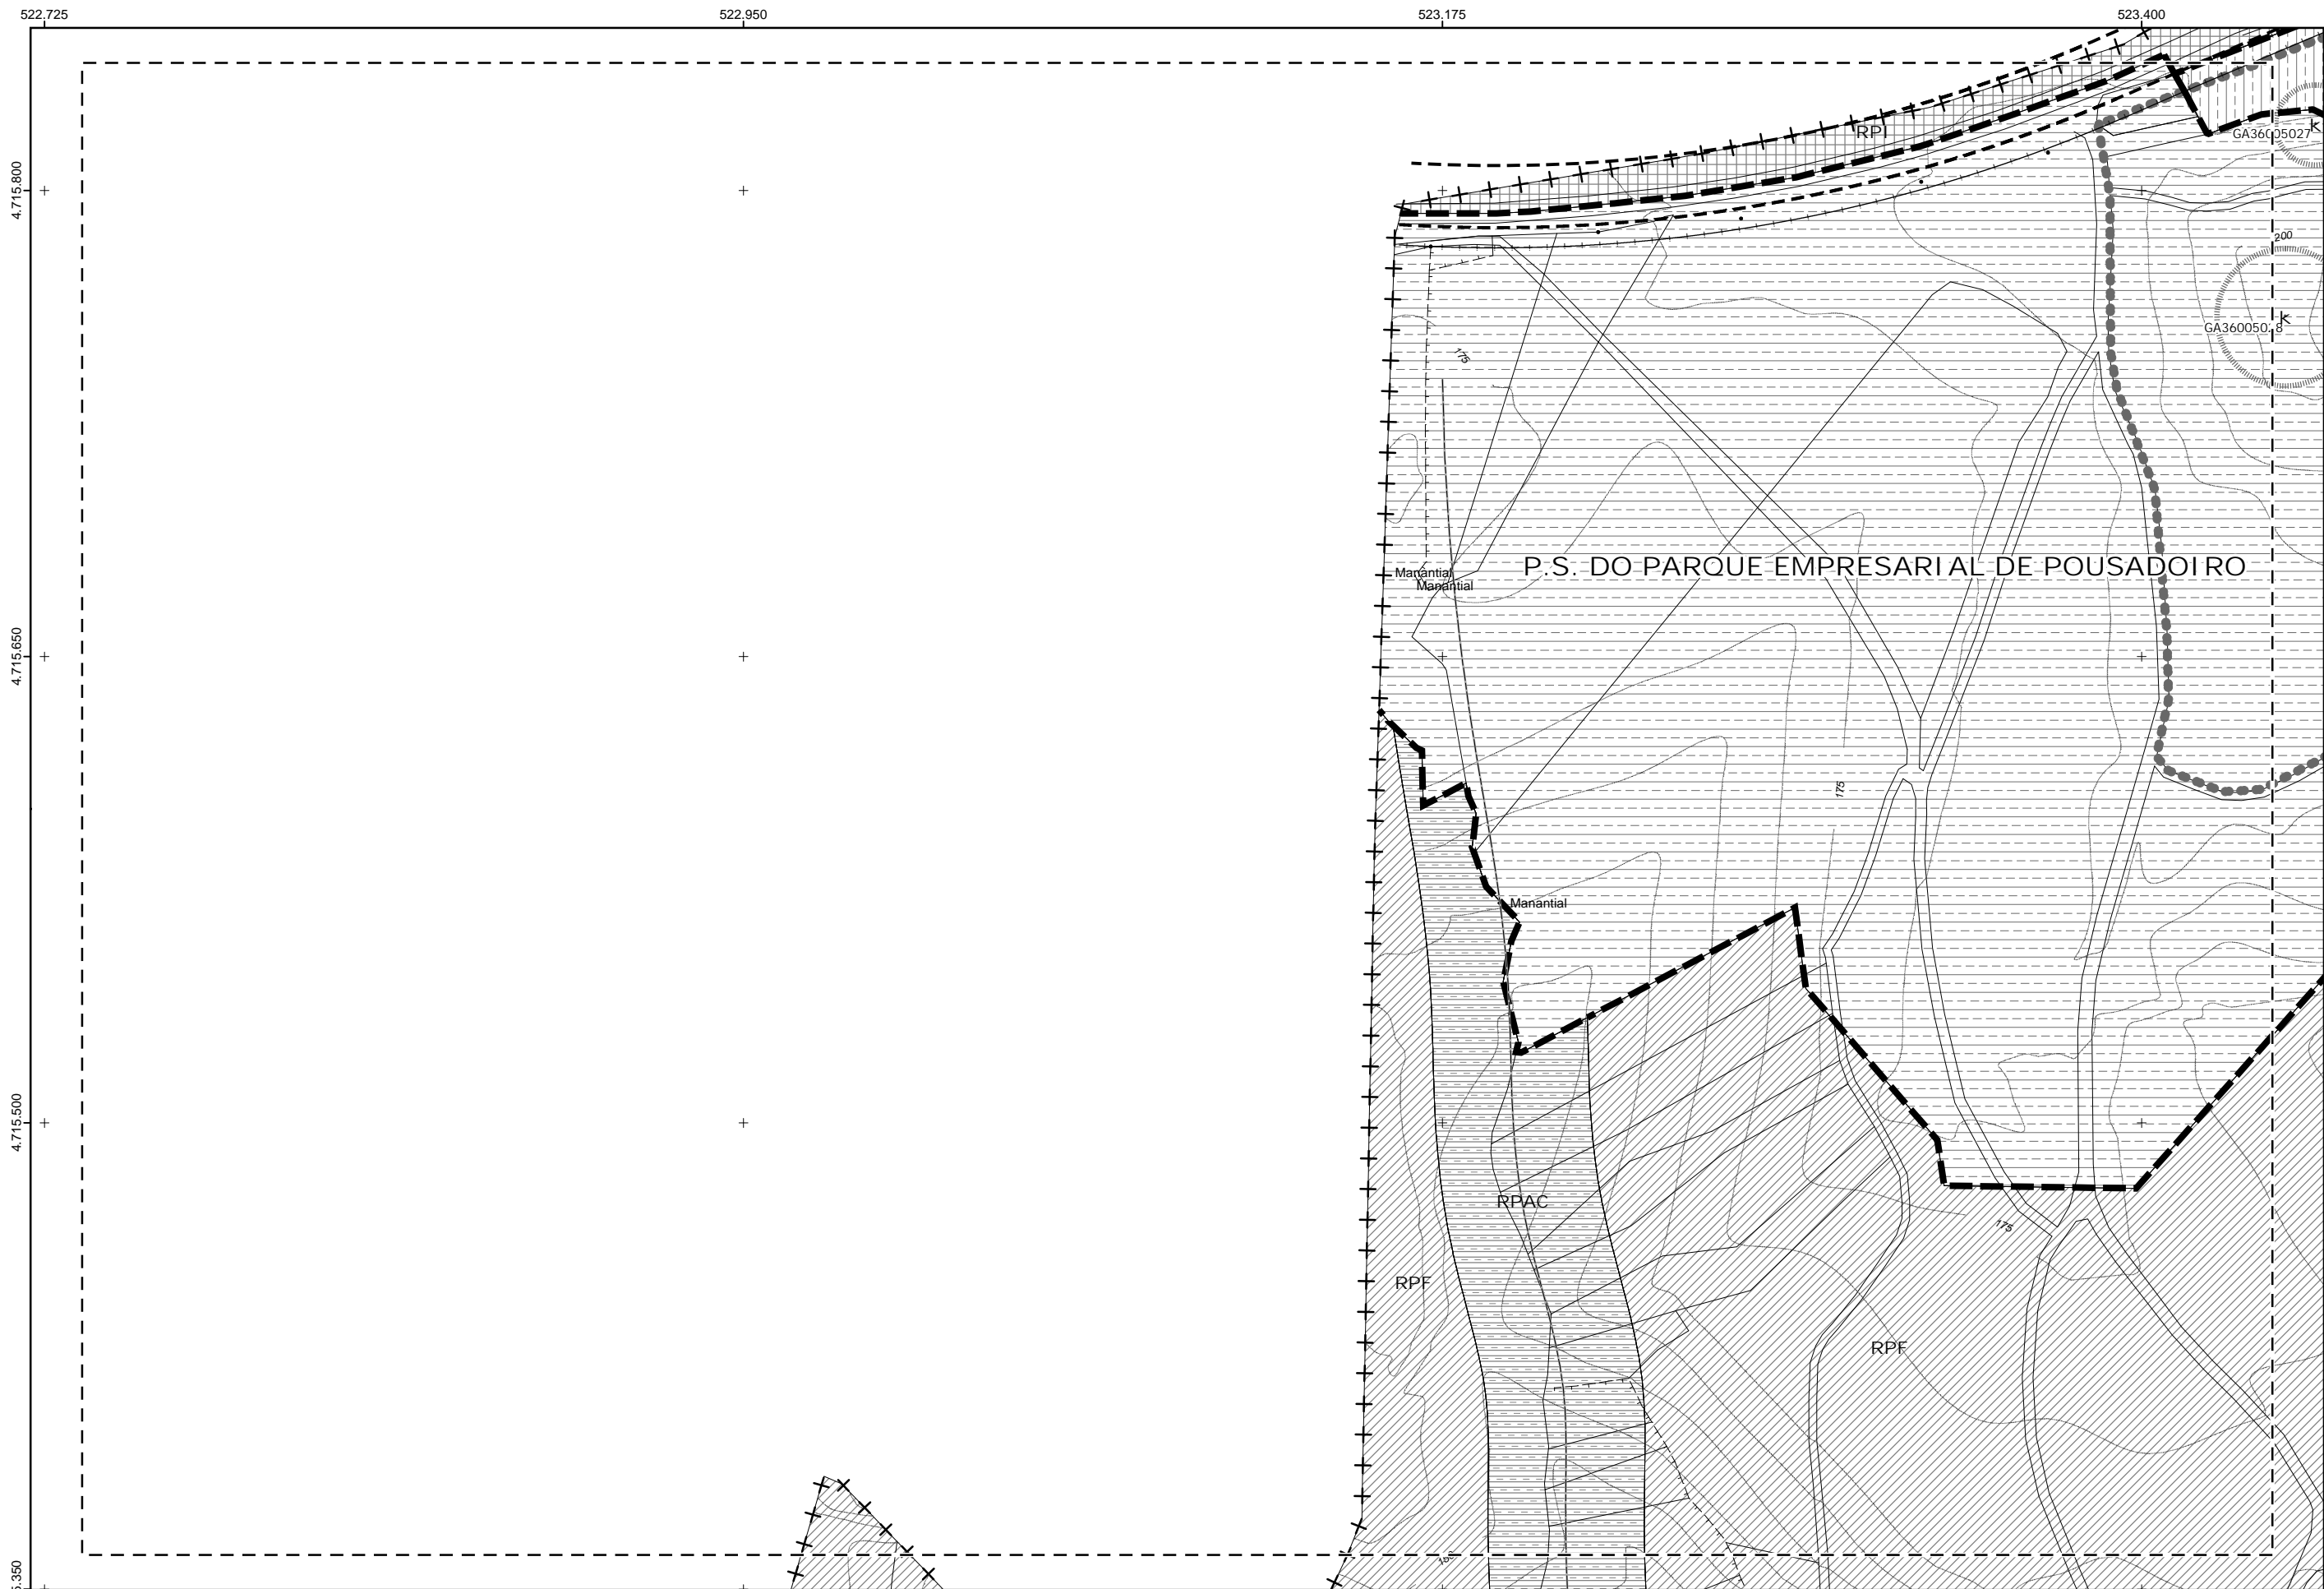 522.725
522.950
523.175
523.400
RPI
GA36005027
k
4.715.800
200
k
175
P.S. DO PARQUE EMPRESARIAL DE POUSADOIRO
Manantial
Manantial
4.715.650
175
Manantial
4.715.500
RPAC
175
RPF
RPF
150